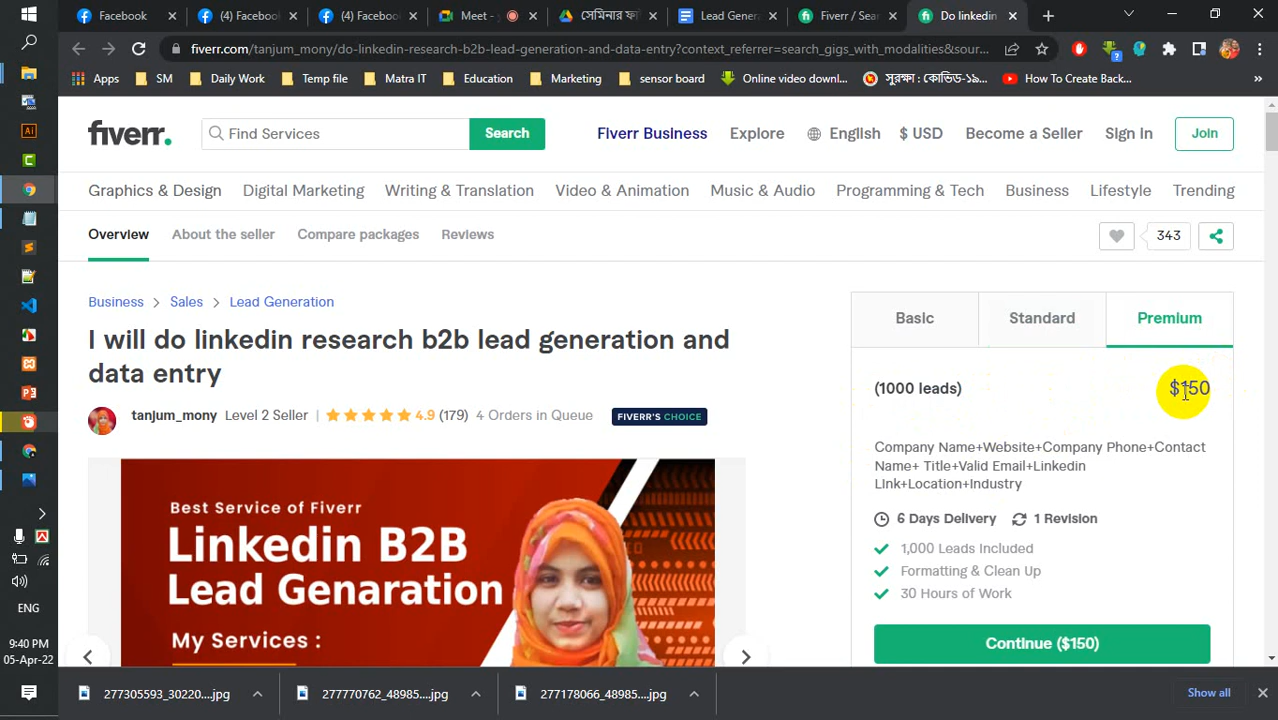 Facebook
(4) Facebook
(4) Facebook
Meet -
সেমিনার ফা
Lead Gener
Fiverr / Sear
Do linkedin
fiverr.com/tanjum_mony/do-linkedin-research-b2b-lead-generation-and-data-entry?context_referrer=search_gigs_with_modalities&sour...
Apps
SM
Daily Work
Temp file
Matra IT
Education
Marketing
sensor board
Online video downl...
সুরক্ষা : কোভিড-১৯...
How To Create Back...
»
fiverr.
Find Services
Search
Fiverr Business
Explore
English
$ USD
Become a Seller
Sign In
Join
Graphics & Design
Digital Marketing
Writing & Translation
Video & Animation
Music & Audio
Programming & Tech
Business
Lifestyle
Trending
Overview
About the seller
Compare packages
Reviews
343
Business > Sales > Lead Generation
I will do linkedin research b2b lead generation and
data entry
tanjum_mony Level 2 Seller | 4.9 (179) 4 Orders in Queue FIVERR'S CHOICE
Best Service of Fiverr
Linkedin B2B
Lead Genaration
My Services :
Basic
Standard
Premium
(1000 leads)
$150
Company Name+Website+Company Phone+Contact
Name+ Title+Valid Email+Linkedin
LInk+Location+Industry
6 Days Delivery
1 Revision
1,000 Leads Included
Formatting & Clean Up
30 Hours of Work
Continue ($150)
277305593_30220....jpg
277770762_48985....jpg
277178066_48985....jpg
Show all
ENG
9:40 PM
05-Apr-22